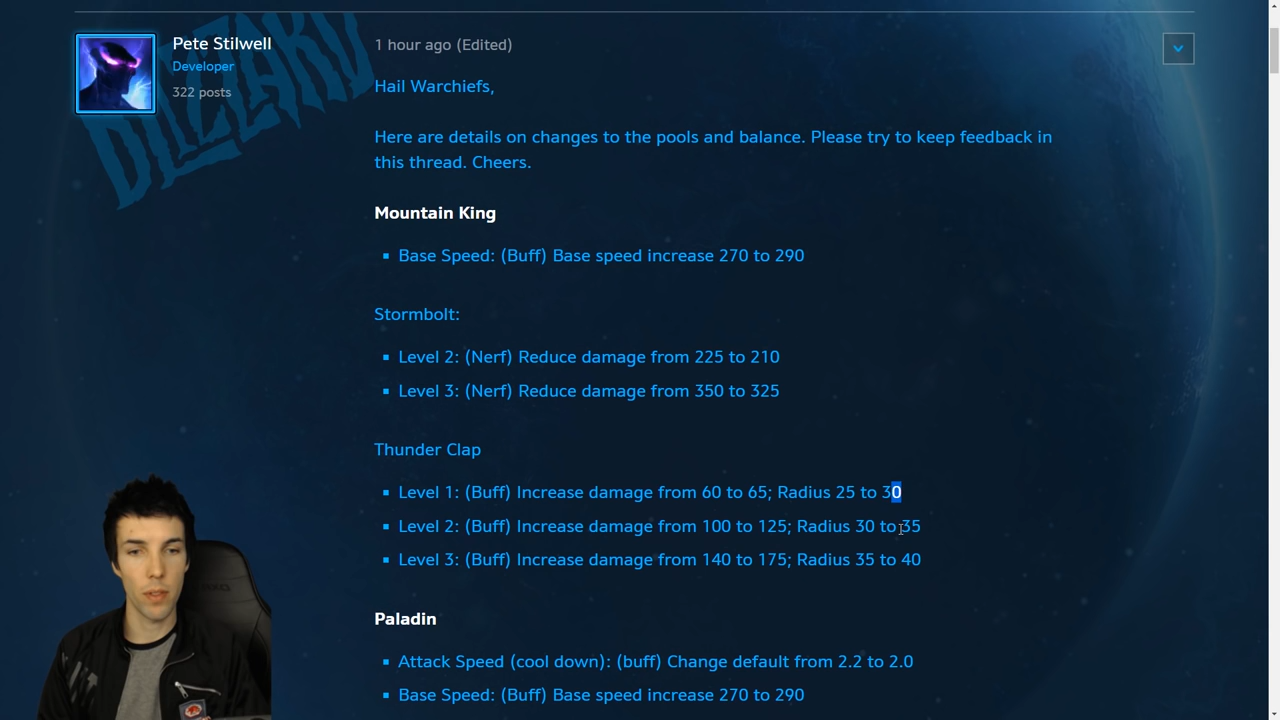 BLIZZARD
Pete Stilwell
Developer
322 posts
1 hour ago (Edited)
Hail Warchiefs,
Here are details on changes to the pools and balance. Please try to keep feedback in
this thread. Cheers.
Mountain King
▪ Base Speed: (Buff) Base speed increase 270 to 290
Stormbolt:
▪ Level 2: (Nerf) Reduce damage from 225 to 210
▪ Level 3: (Nerf) Reduce damage from 350 to 325
Thunder Clap
▪ Level 1: (Buff) Increase damage from 60 to 65; Radius 25 to 30
▪ Level 2: (Buff) Increase damage from 100 to 125; Radius 30 to 35
▪ Level 3: (Buff) Increase damage from 140 to 175; Radius 35 to 40
Paladin
▪ Attack Speed (cool down): (buff) Change default from 2.2 to 2.0
▪ Base Speed: (Buff) Base speed increase 270 to 290